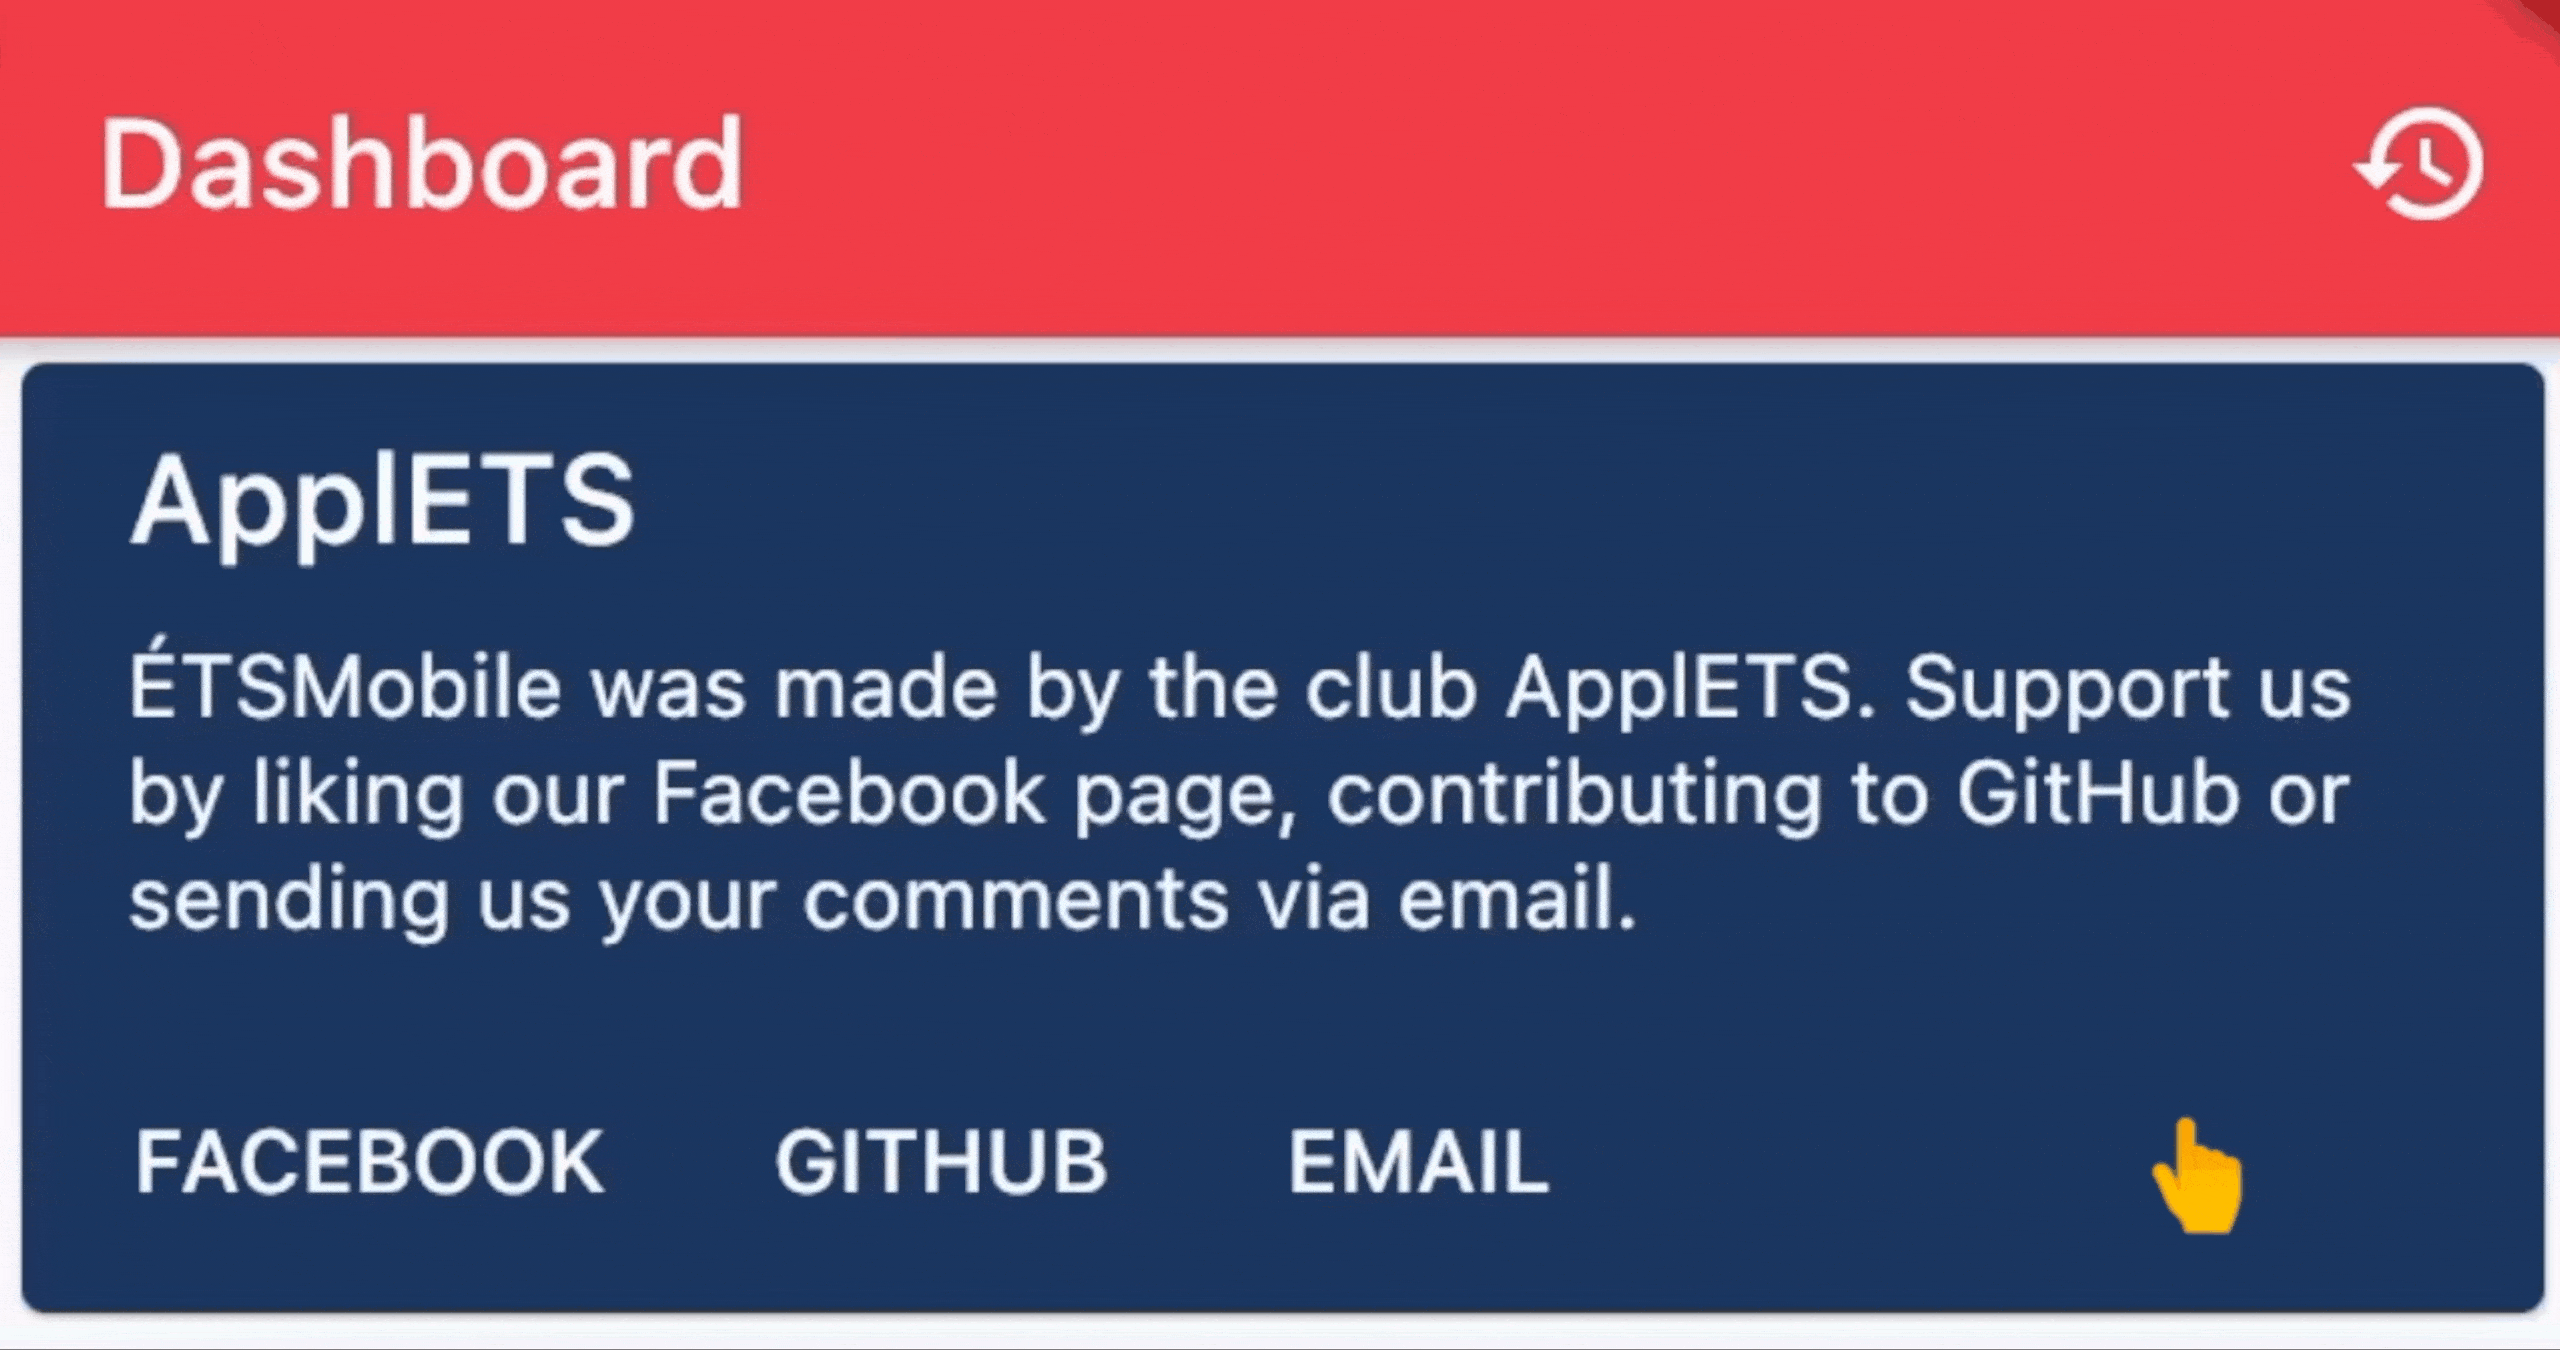 Dashboard
ApplETS
ÉTSMobile was made by the club ApplETS. Support us
by liking our Facebook page, contributing to GitHub or
sending us your comments via email.
FACEBOOK GITHUB EMAIL